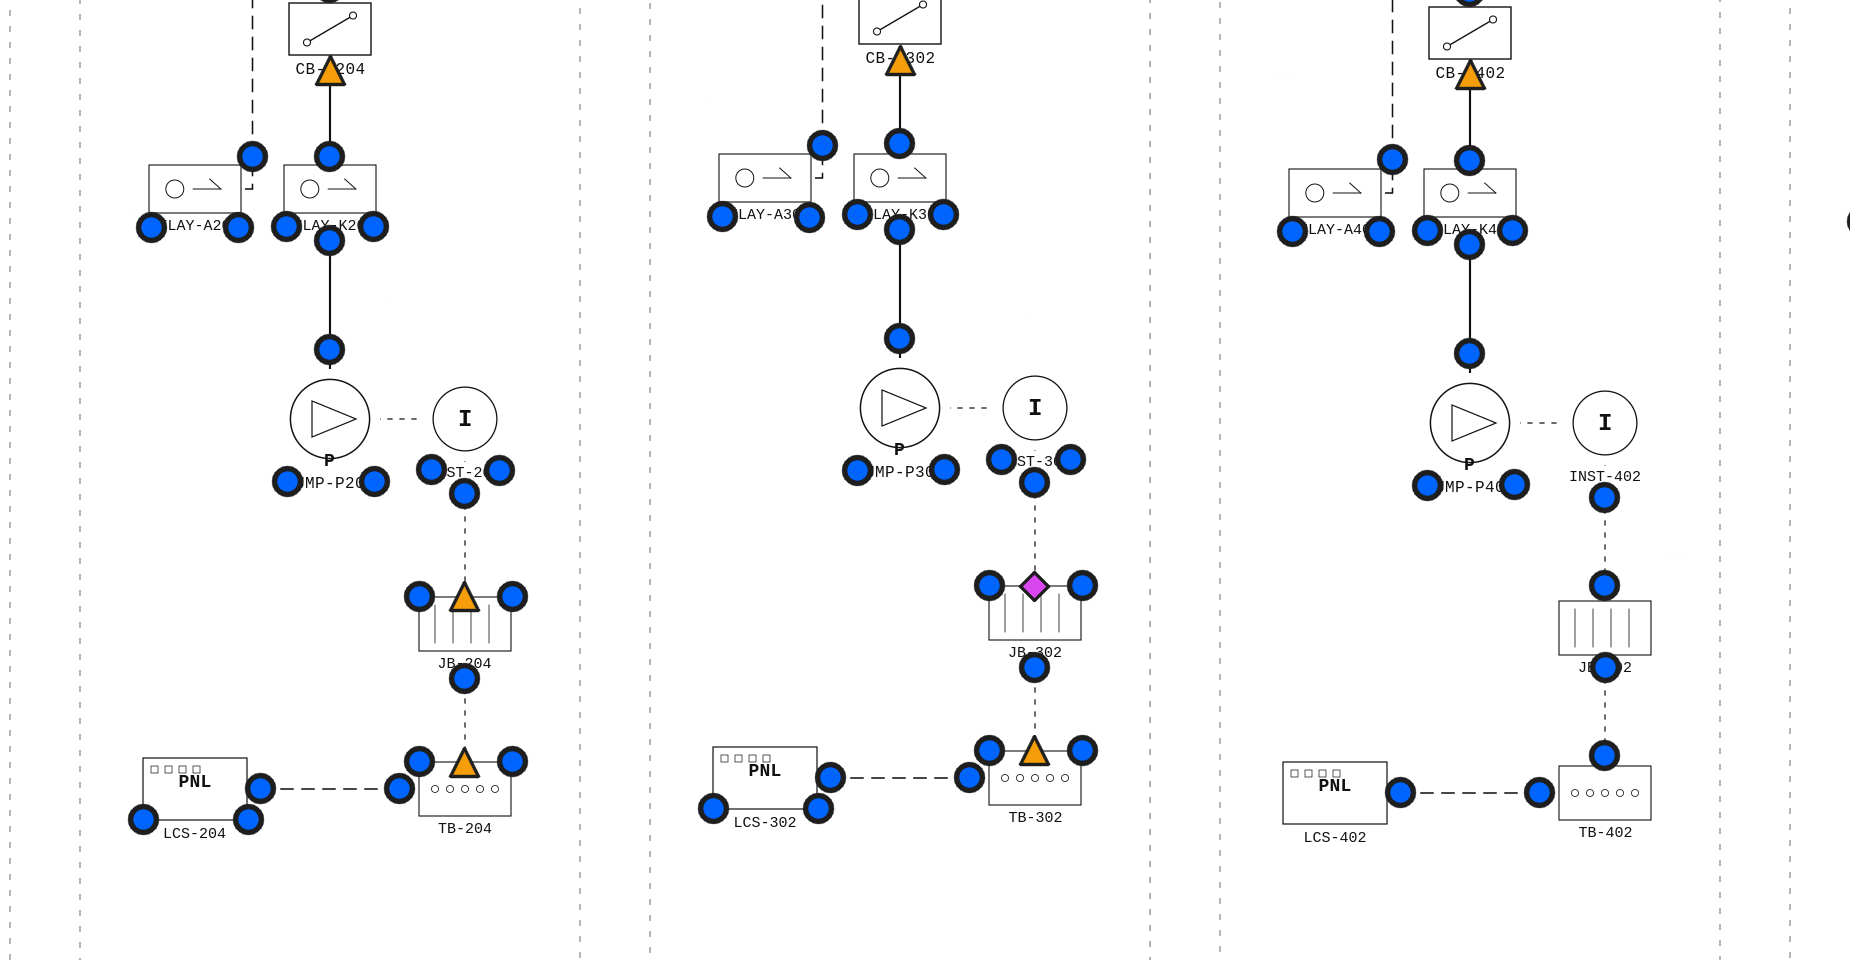 CB- 204
CB- 302
CB- 402
LAY-A2
LAY-K2
LAY-A3
LAY-K3
LAY-A4
LAY-K4
I
I
I
P
P
P
MP-P20
ST-2
MP-P30
ST-3
MP-P40
INST-402
JB-204
JB-302
PNL
PNL
PNL
LCS-204
TB-204
LCS-302
TB-302
LCS-402
TB-402